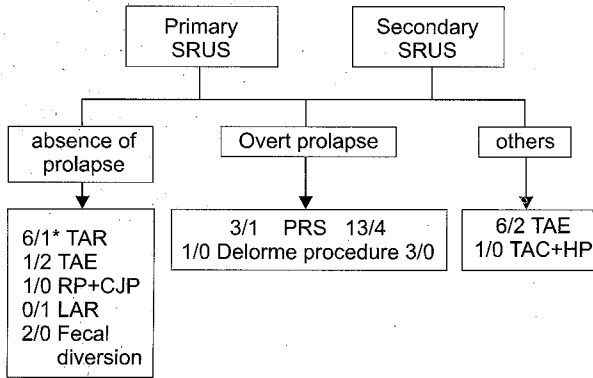 Primary
SRUS
Secondary
SRUS
absence of
prolapse
Overt prolapse
others
6/1* TAR
1/2 TAE
1/0 RP+CJP
0/1 LAR
2/0 Fecal
diversion
3/1 PRS 13/4
1/0 Delorme procedure 3/0
6/2 TAE
1/0 TAC+HP